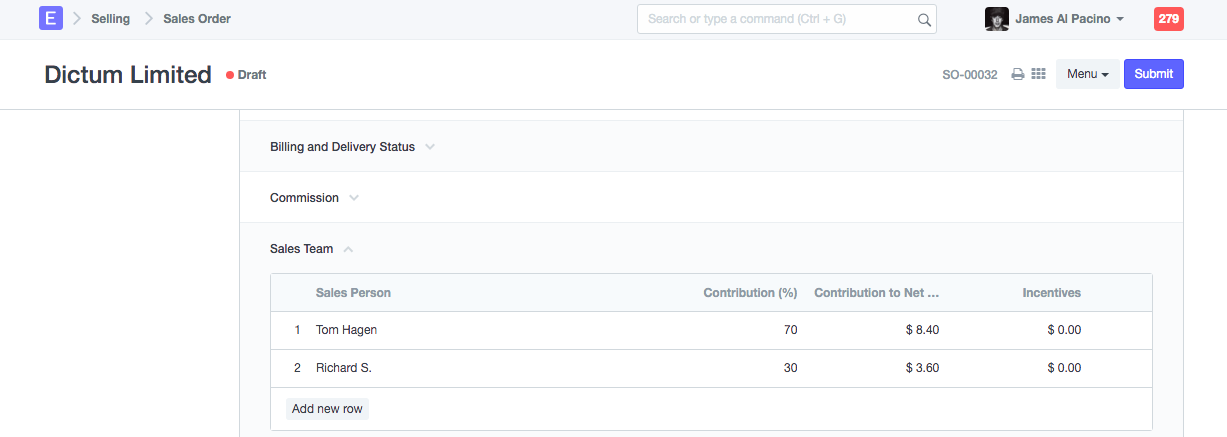 E Selling Sales Order Search or type a command (Ctrl + G) James Al Pacino 279
Dictum Limited Draft SO-00032 Menu Submit
Billing and Delivery Status
Commission
Sales Team
Sales Person Contribution (%) Contribution to Net ... Incentives
1 Tom Hagen 70 $ 8.40 $ 0.00
2 Richard S. 30 $ 3.60 $ 0.00
Add new row